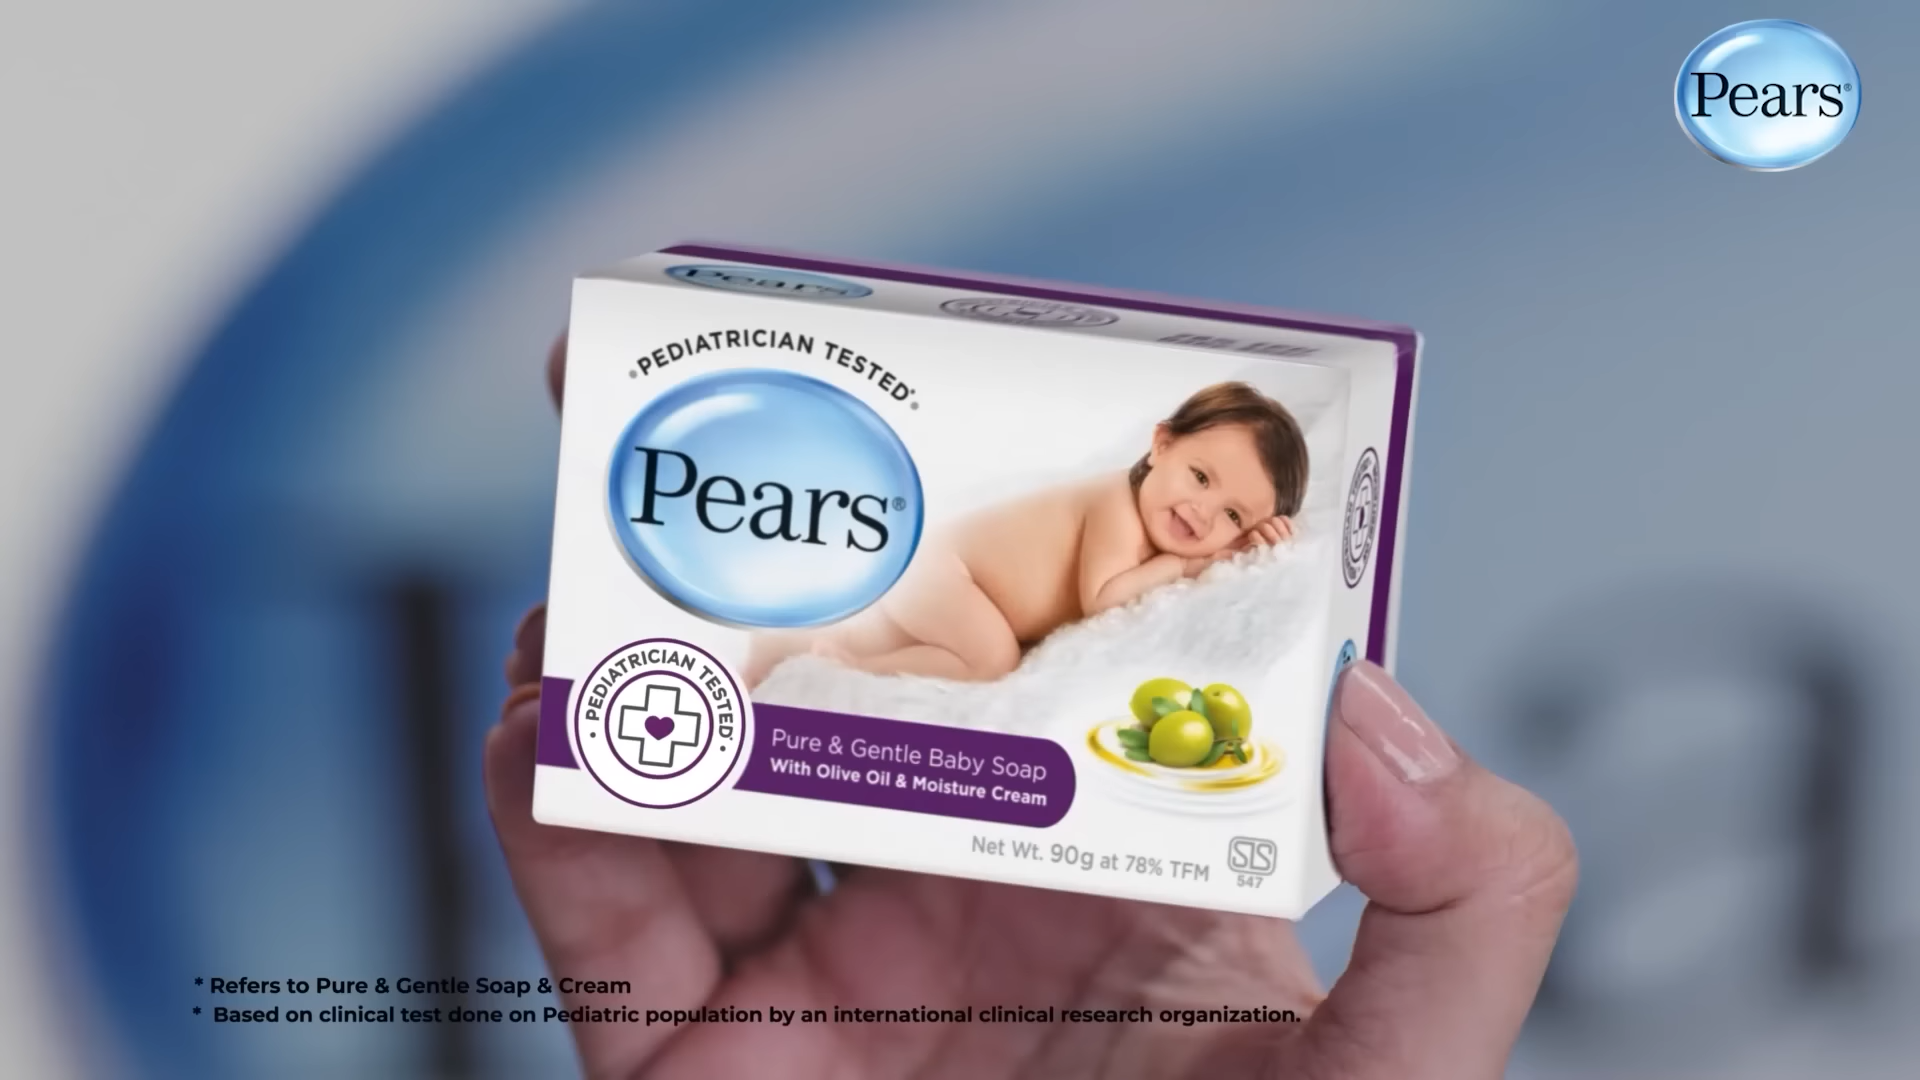 Pears®
Pears
• PEDIATRICIAN TESTED* •
Pears®
• PEDIATRICIAN TESTED* •
Pure & Gentle Baby Soap
With Olive Oil & Moisture Cream
Net Wt. 90g at 78% TFM
SLS
547
* Refers to Pure & Gentle Soap & Cream
* Based on clinical test done on Pediatric population by an international clinical research organization.